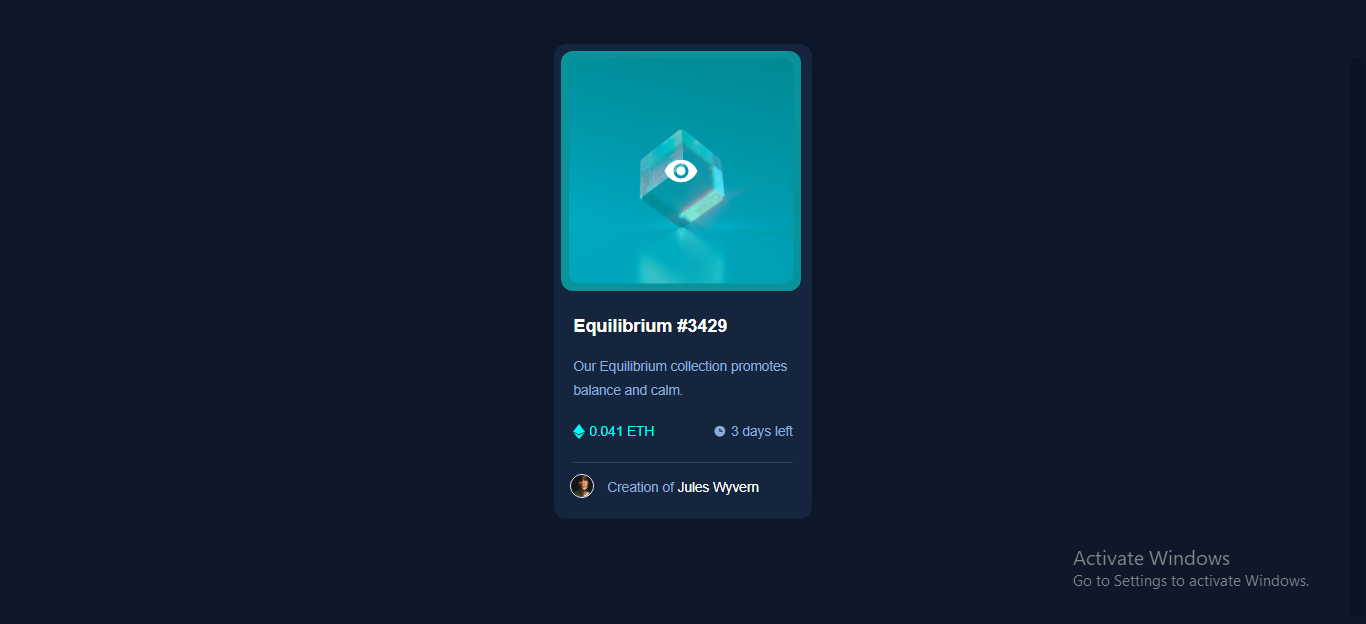 Equilibrium #3429
Our Equilibrium collection promotes
balance and calm.
0.041 ETH
3 days left
Creation of Jules Wyvern
Activate Windows
Go to Settings to activate Windows.